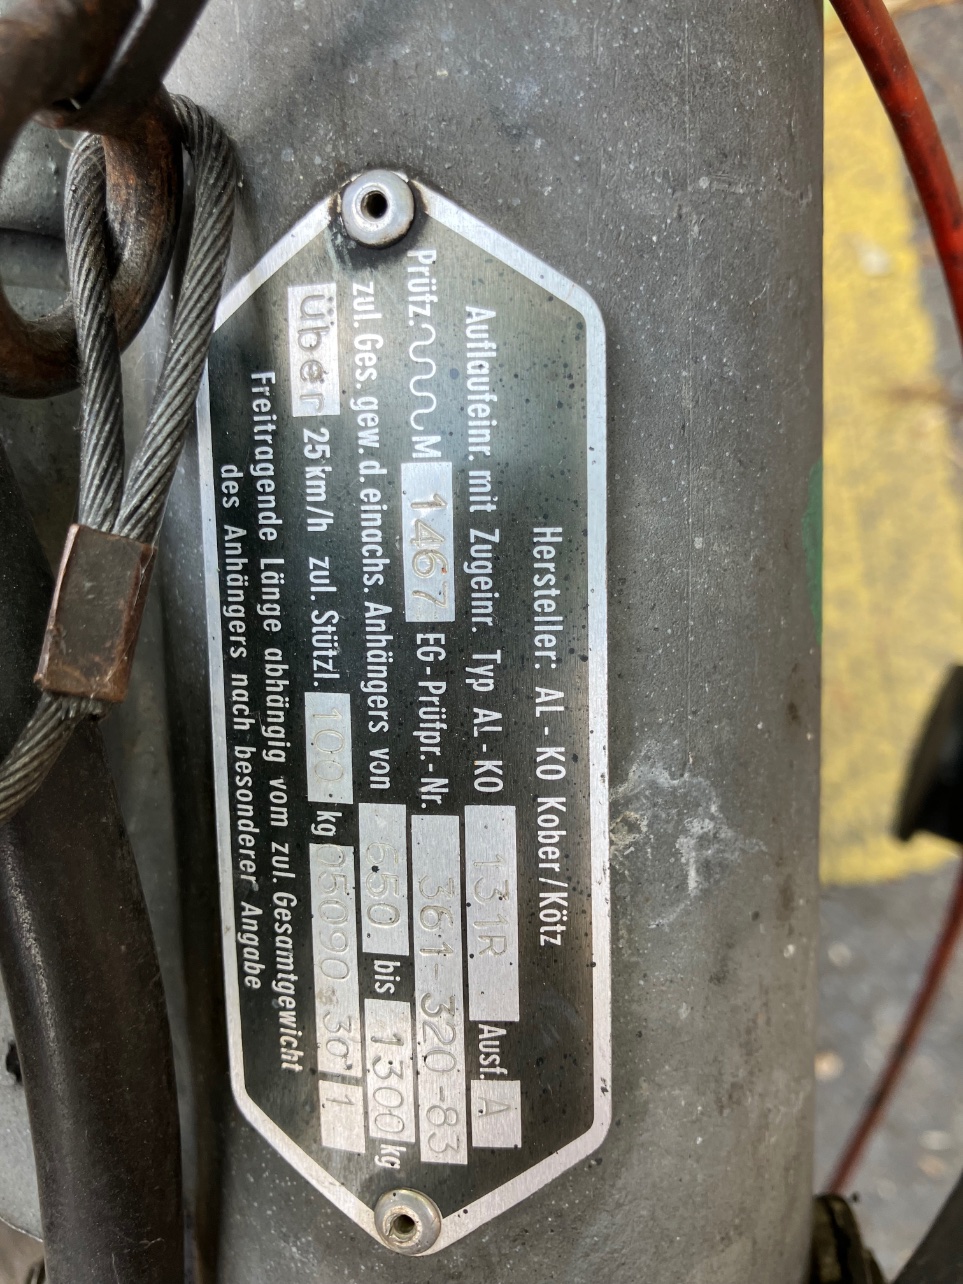 Hersteller: AL-KO Kober/Kötz
Auflaufeinr. mit Zugeinr. Typ AL-KO 131R Ausf. A
Prüfz. M 1467 EG-Prüfpr.-Nr. 361-320-83
zul. Ges. gew. d. einachs. Anhängers von 650 bis 1300 kg
über 25 km/h zul. Stützl. 100 kg 05090.301 1
Freitragende Länge abhängig vom zul. Gesamtgewicht
des Anhängers nach besonderer Angabe